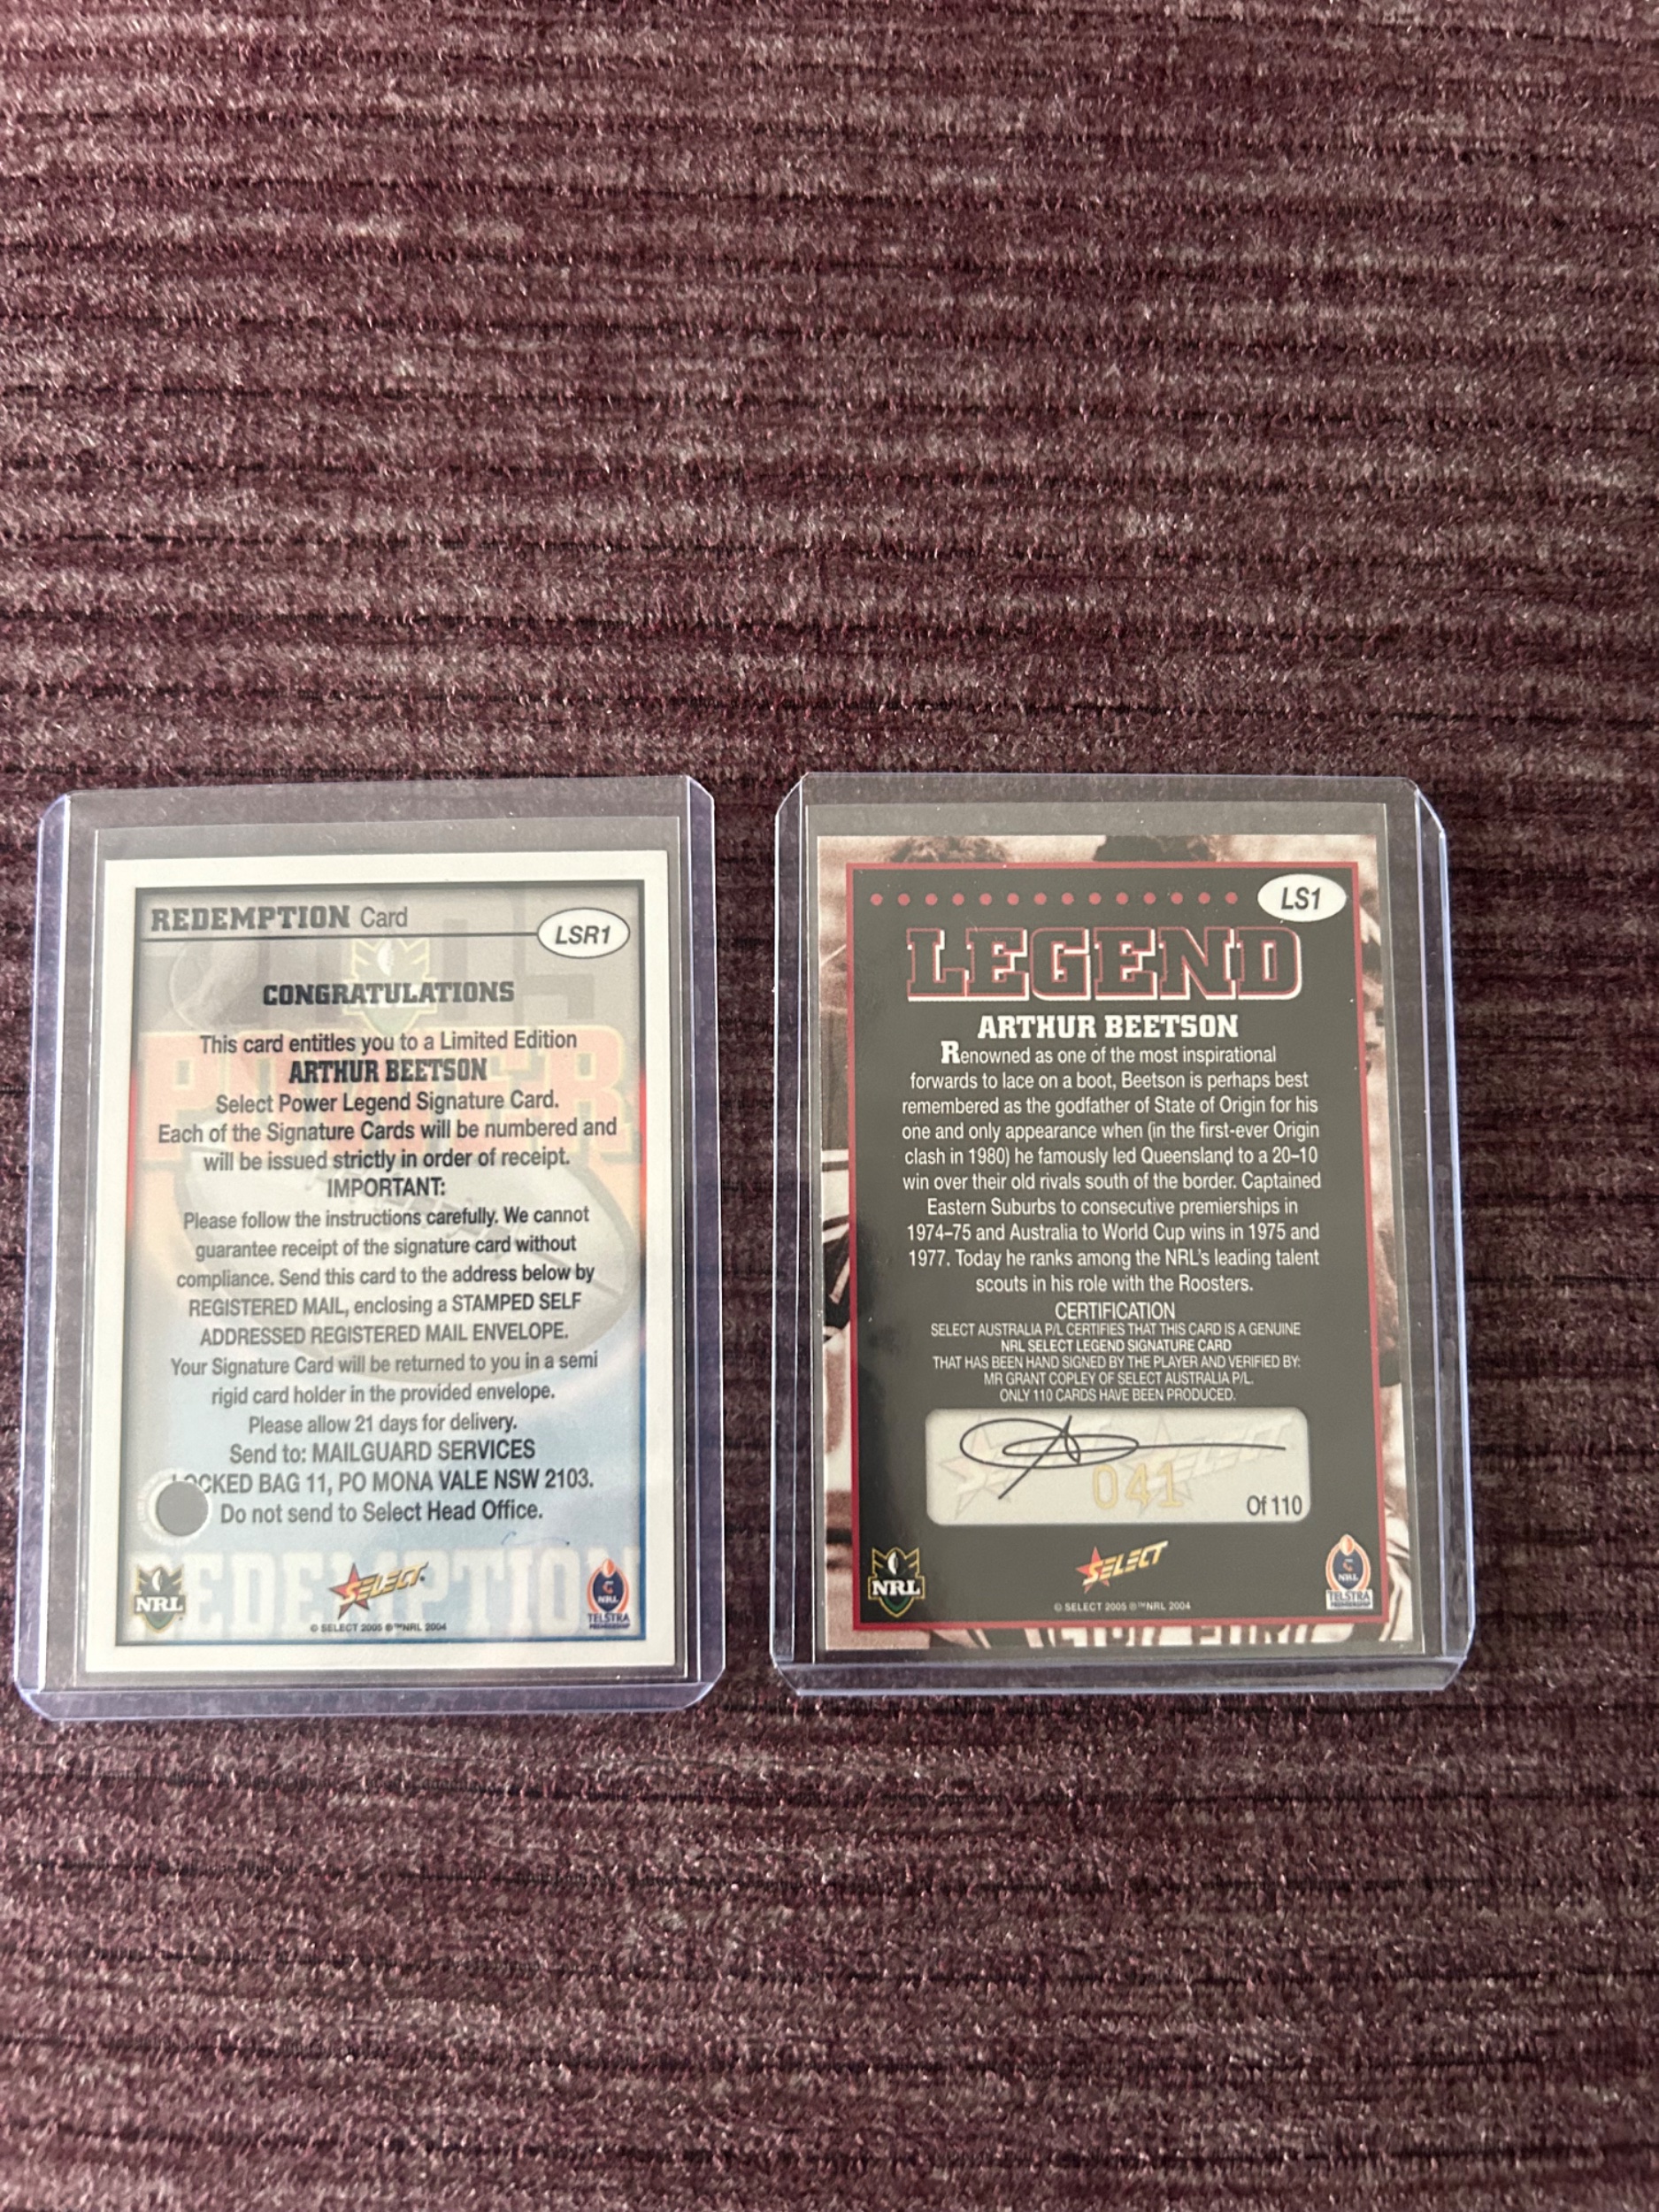 REDEMPTION Card
LSR1
CONGRATULATIONS
This card entitles you to a Limited Edition
ARTHUR BEETSON
Select Power Legend Signature Card.
Each of the Signature Cards will be numbered and
will be issued strictly in order of receipt.
IMPORTANT:
Please follow the instructions carefully. We cannot
guarantee receipt of the signature card without
compliance. Send this card to the address below by
REGISTERED MAIL, enclosing a STAMPED SELF
ADDRESSED REGISTERED MAIL ENVELOPE.
Your Signature Card will be returned to you in a semi
rigid card holder in the provided envelope.
Please allow 21 days for delivery.
Send to: MAILGUARD SERVICES
LOCKED BAG 11, PO MONA VALE NSW 2103.
Do not send to Select Head Office.
REDEMPTION
NRL
SELECT
NRL
TELSTRA
PREMIERSHIP
© SELECT 2005 ©™NRL 2004
LS1
LEGEND
ARTHUR BEETSON
Renowned as one of the most inspirational
forwards to lace on a boot, Beetson is perhaps best
remembered as the godfather of State of Origin for his
one and only appearance when (in the first-ever Origin
clash in 1980) he famously led Queensland to a 20–10
win over their old rivals south of the border. Captained
Eastern Suburbs to consecutive premierships in
1974–75 and Australia to World Cup wins in 1975 and
1977. Today he ranks among the NRL's leading talent
scouts in his role with the Roosters.
CERTIFICATION
SELECT AUSTRALIA P/L CERTIFIES THAT THIS CARD IS A GENUINE
NRL SELECT LEGEND SIGNATURE CARD
THAT HAS BEEN HAND SIGNED BY THE PLAYER AND VERIFIED BY:
MR GRANT COPLEY OF SELECT AUSTRALIA P/L.
ONLY 110 CARDS HAVE BEEN PRODUCED.
SELECT
041
Of 110
NRL
SELECT
NRL
TELSTRA
PREMIERSHIP
© SELECT 2005 ©™NRL 2004